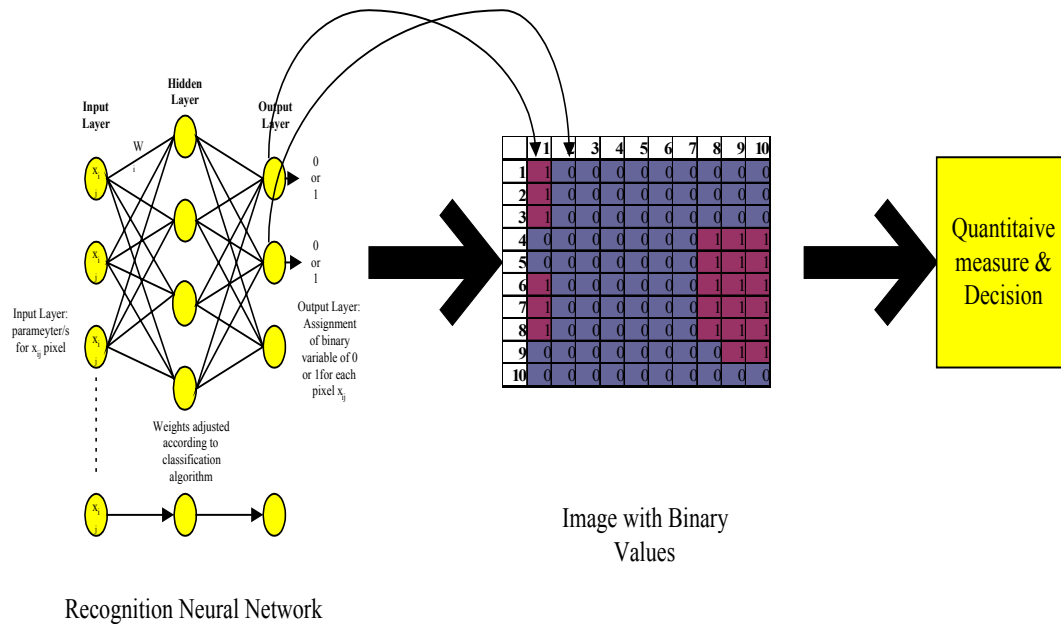 Input
Layer
Hidden
Layer
Output
Layer
W
i
x i
j
x i
j
x i
j
x i
j
0
or
1
0
or
1
Input Layer:
parameyter/s
for x ij pixel
Output Layer:
Assignment
of binary
variable of 0
or 1for each
pixel x ij
Weights adjusted
according to
classification
algorithm
Recognition Neural Network
1 2 3 4 5 6 7 8 9 10
1 1 0 0 0 0 0 0 0 0 0
2 1 0 0 0 0 0 0 0 0 0
3 1 0 0 0 0 0 0 0 0 0
4 0 0 0 0 0 0 0 1 1 1
5 0 0 0 0 0 0 0 1 1 1
6 1 0 0 0 0 0 0 1 1 1
7 1 0 0 0 0 0 0 1 1 1
8 1 0 0 0 0 0 0 1 1 1
9 0 0 0 0 0 0 0 0 1 1
10 0 0 0 0 0 0 0 0 0 0
Image with Binary
Values
Quantitaive
measure &
Decision